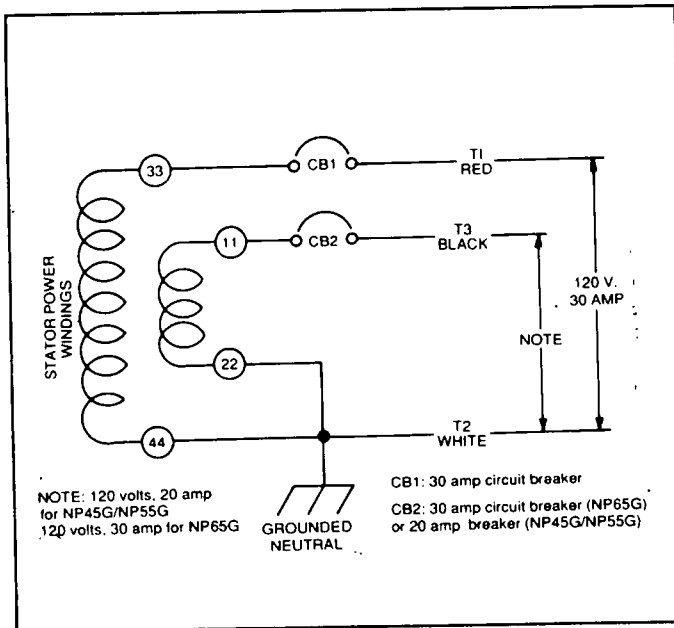 33
CB1
T1
RED
11
CB2
T3
BLACK
STATOR POWER
WINDINGS
120 V.
30 AMP
NOTE
22
44
T2
WHITE
NOTE: 120 volts, 20 amp
for NP45G/NP55G
120 volts, 30 amp for NP65G
GROUNDED
NEUTRAL
CB1: 30 amp circuit breaker
CB2: 30 amp circuit breaker (NP65G)
or 20 amp breaker (NP45G/NP55G)